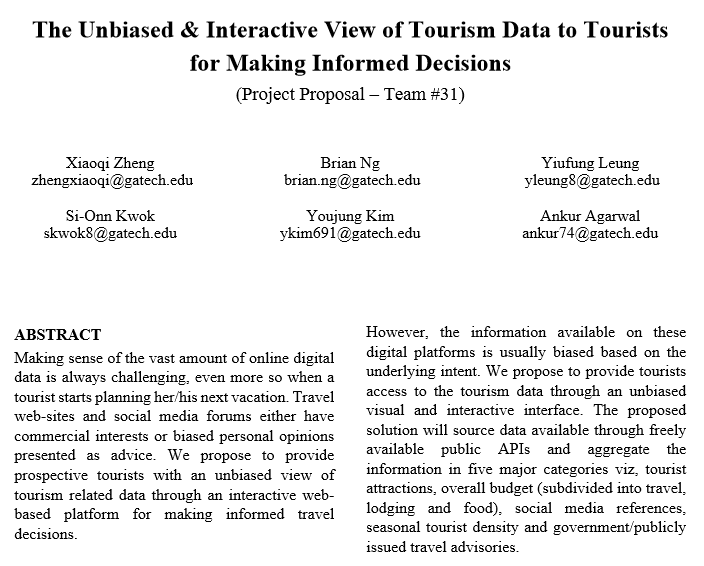 The Unbiased & Interactive View of Tourism Data to Tourists
for Making Informed Decisions
(Project Proposal – Team #31)
Xiaoqi Zheng
zhengxiaoqi@gatech.edu
Brian Ng
brian.ng@gatech.edu
Yiufung Leung
yleung8@gatech.edu
Si-Onn Kwok
skwok8@gatech.edu
Youjung Kim
ykim691@gatech.edu
Ankur Agarwal
ankur74@gatech.edu
ABSTRACT
Making sense of the vast amount of online digital
data is always challenging, even more so when a
tourist starts planning her/his next vacation. Travel
web-sites and social media forums either have
commercial interests or biased personal opinions
presented as advice. We propose to provide
prospective tourists with an unbiased view of
tourism related data through an interactive web-
based platform for making informed travel
decisions.
However, the information available on these
digital platforms is usually biased based on the
underlying intent. We propose to provide tourists
access to the tourism data through an unbiased
visual and interactive interface. The proposed
solution will source data available through freely
available public APIs and aggregate the
information in five major categories viz, tourist
attractions, overall budget (subdivided into travel,
lodging and food), social media references,
seasonal tourist density and government/publicly
issued travel advisories.